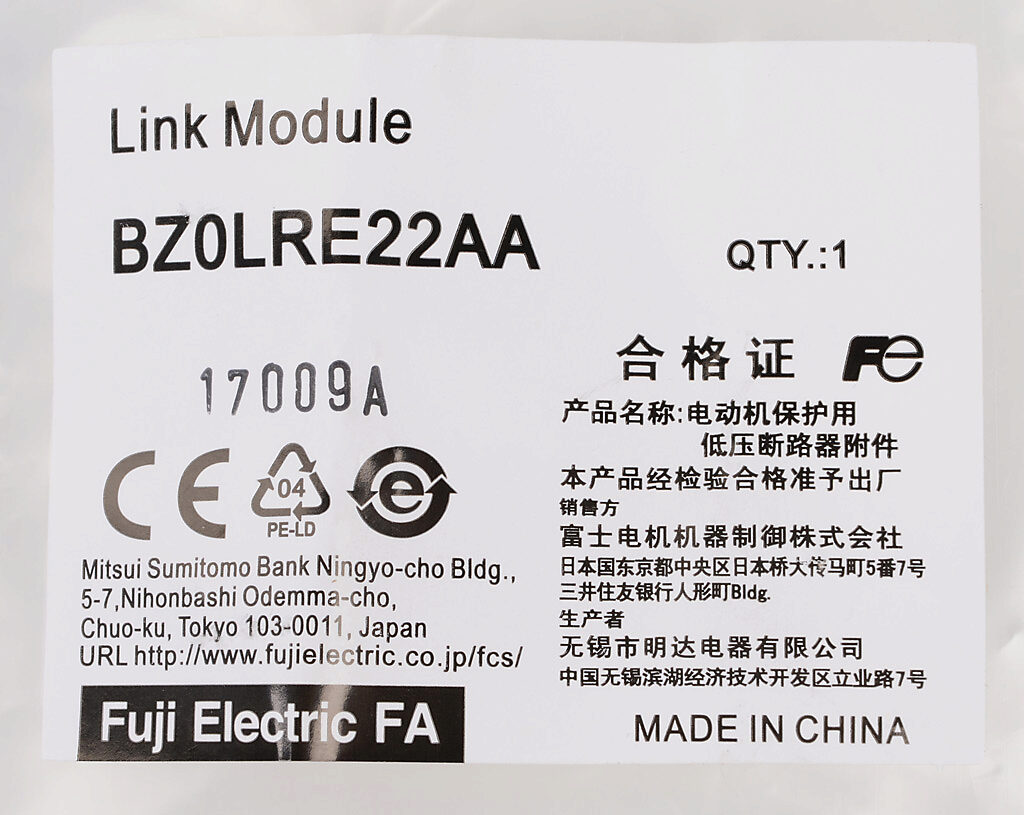 Link Module
BZ0LRE22AA
QTY.:1
17009A
CE
04
PE-LD
e
Mitsui Sumitomo Bank Ningyo-cho Bldg.,
5-7,Nihonbashi Odemma-cho,
Chuo-ku, Tokyo 103-0011, Japan
URL http://www.fujielectric.co.jp/fcs/
Fuji Electric FA
合格证 Fe
产品名称:电动机保护用
低压断路器附件
本产品经检验合格准予出厂
销售方
富士电机机器制御株式会社
日本国东京都中央区日本桥大传马町5番7号
三井住友银行人形町Bldg.
生产者
无锡市明达电器有限公司
中国无锡滨湖经济技术开发区立业路7号
MADE IN CHINA